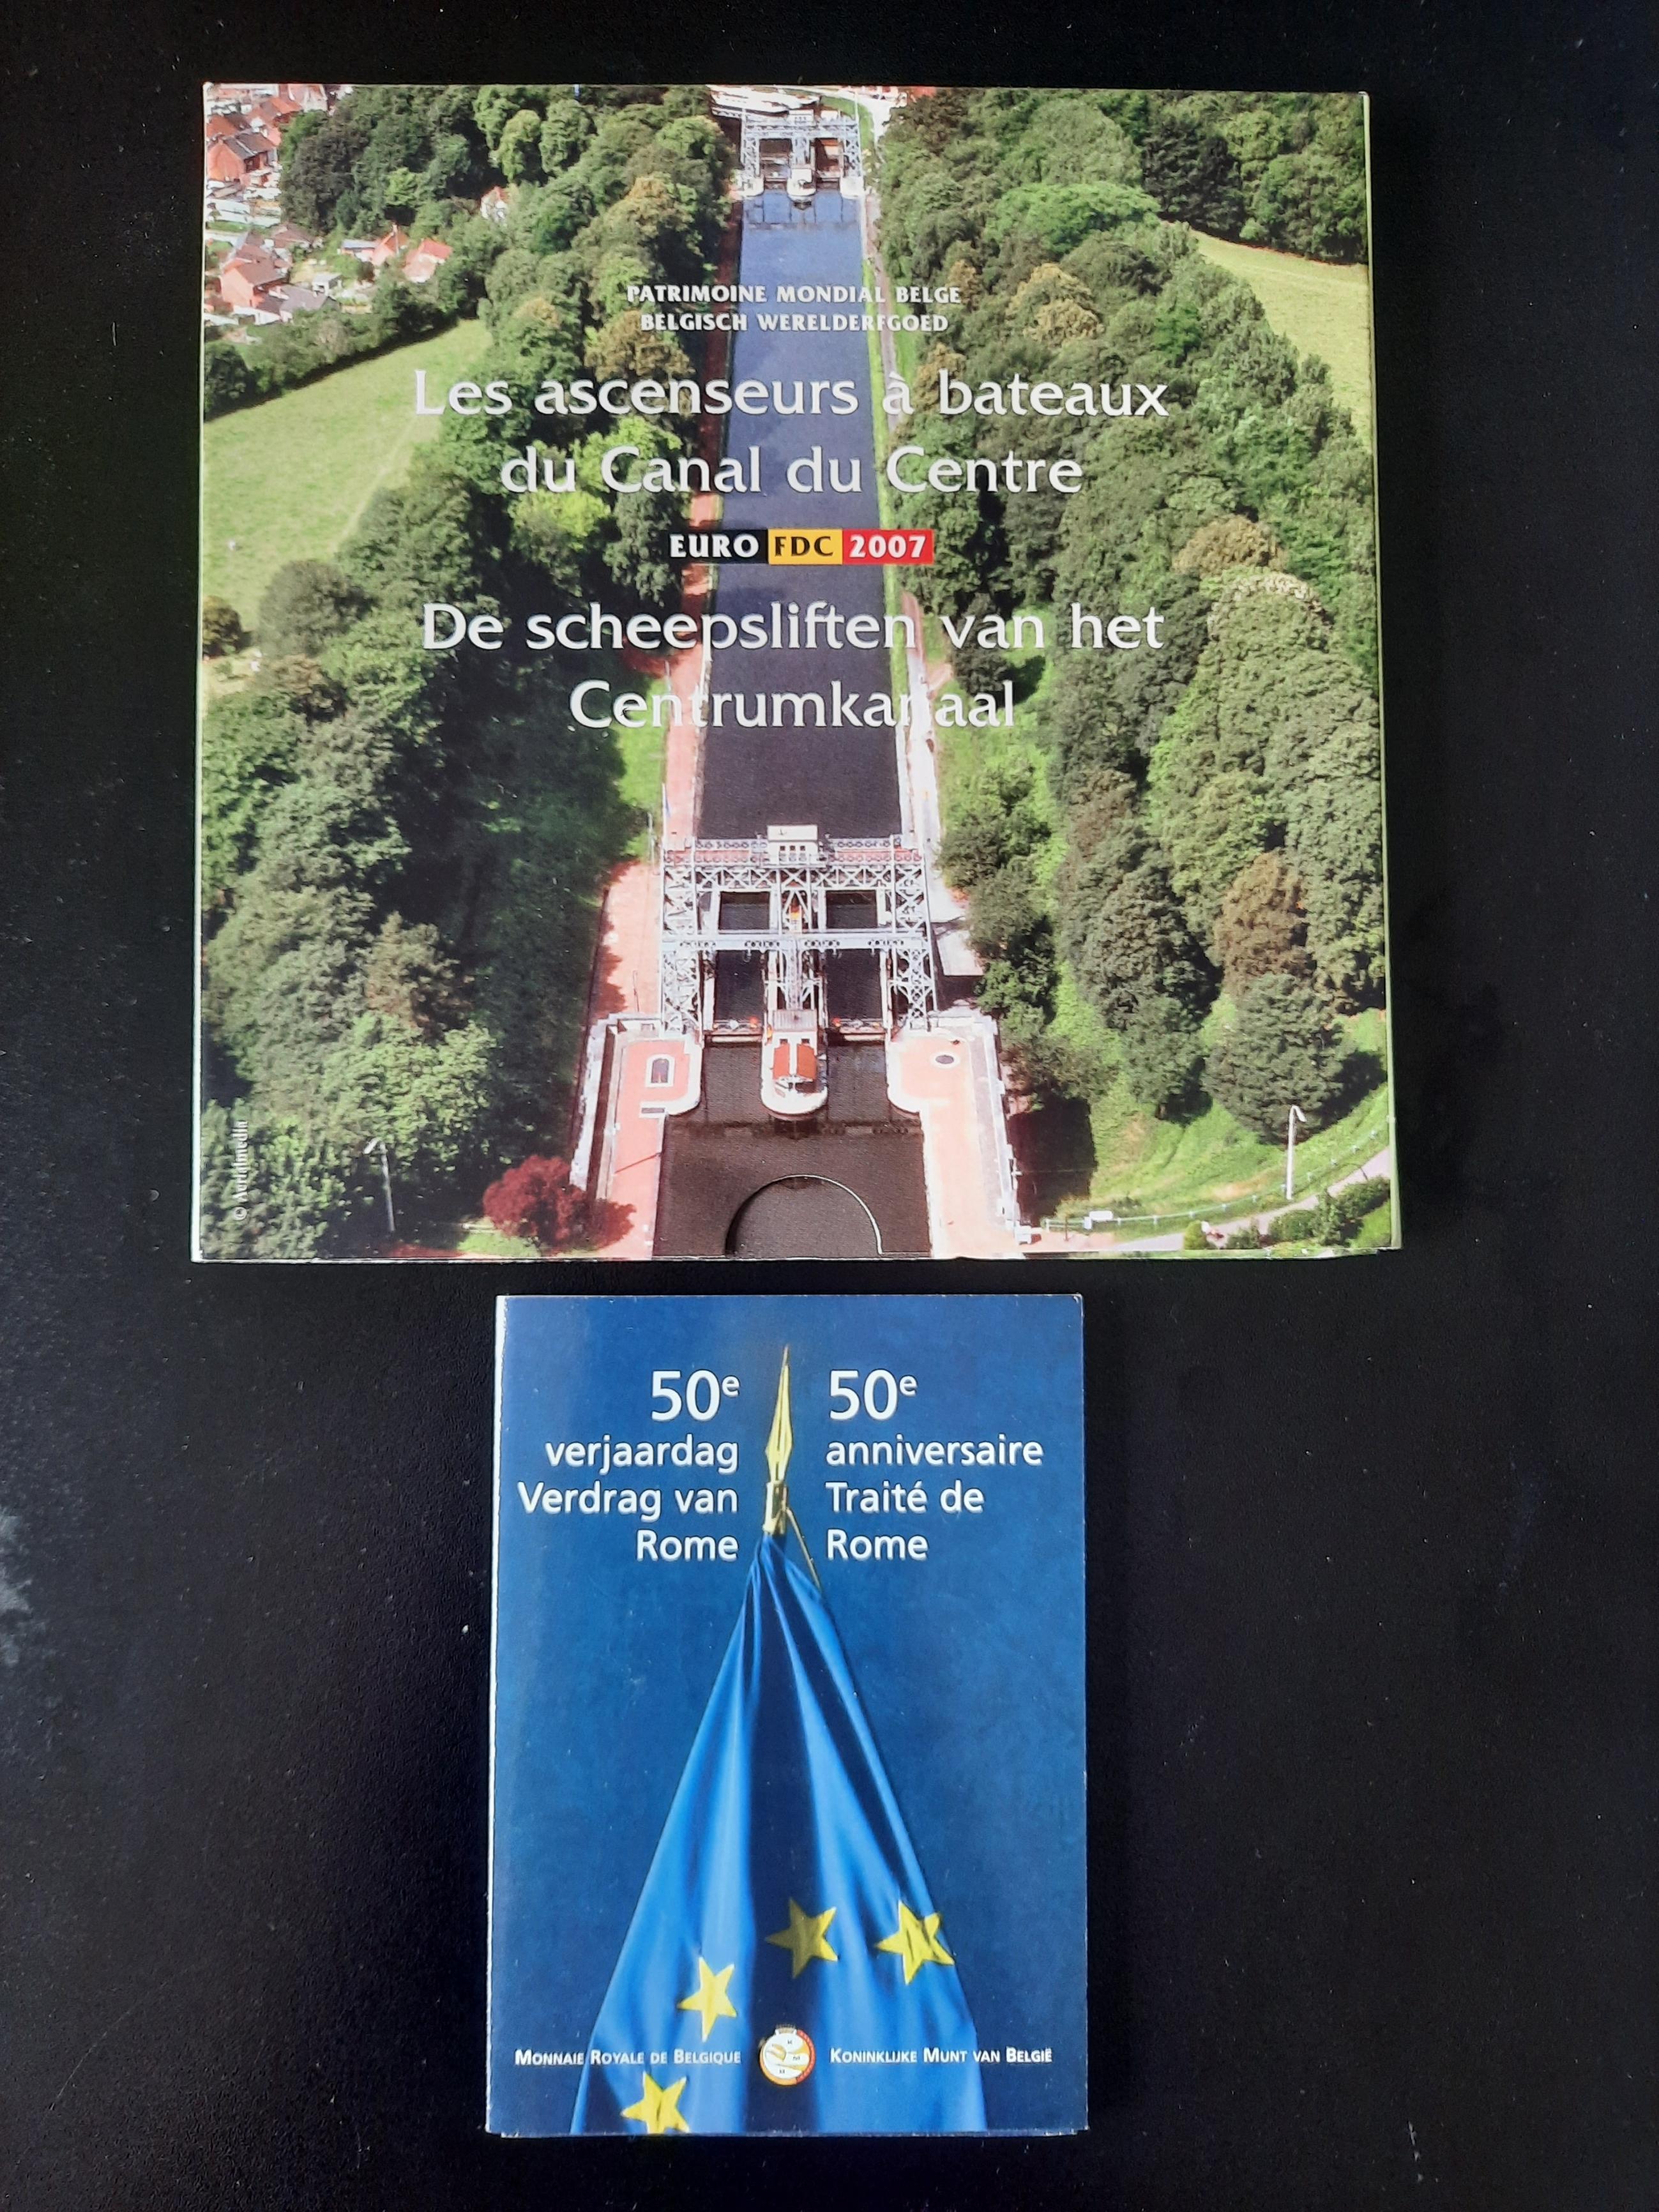 PATRIMOINE MONDIAL BELGE
BELGISCH WERELDERFGOED
Les ascenseurs à bateaux
du Canal du Centre
EURO FDC 2007
De scheepsliften van het
Centrumkanaal
50e
verjaardag
Verdrag van
Rome
50e
anniversaire
Traité de
Rome
MONNAIE ROYALE DE BELGIQUE
KONINKLIJKE MUNT VAN BELGIË